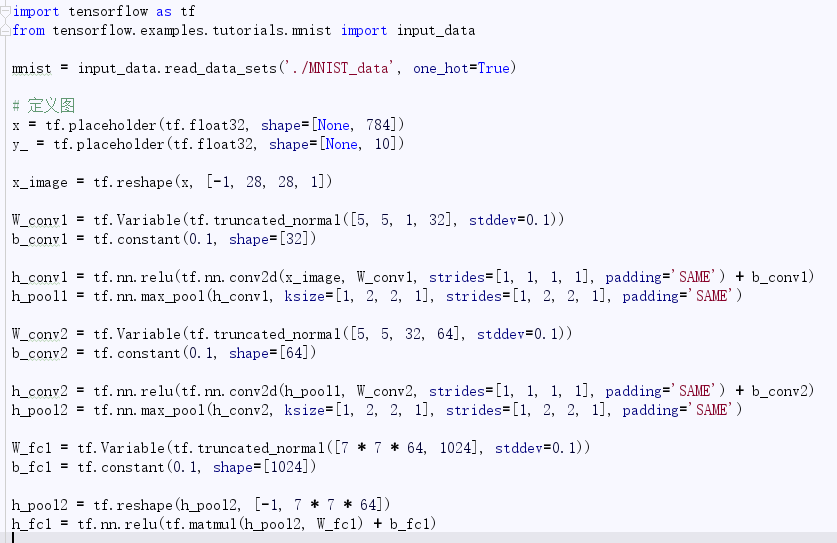 import tensorflow as tf
from tensorflow.examples.tutorials.mnist import input_data
mnist = input_data.read_data_sets('./MNIST_data', one_hot=True)
# 定义图
x = tf.placeholder(tf.float32, shape=[None, 784])
y_ = tf.placeholder(tf.float32, shape=[None, 10])
x_image = tf.reshape(x, [-1, 28, 28, 1])
W_conv1 = tf.Variable(tf.truncated_normal([5, 5, 1, 32], stddev=0.1))
b_conv1 = tf.constant(0.1, shape=[32])
h_conv1 = tf.nn.relu(tf.nn.conv2d(x_image, W_conv1, strides=[1, 1, 1, 1], padding='SAME') + b_conv1)
h_pool1 = tf.nn.max_pool(h_conv1, ksize=[1, 2, 2, 1], strides=[1, 2, 2, 1], padding='SAME')
W_conv2 = tf.Variable(tf.truncated_normal([5, 5, 32, 64], stddev=0.1))
b_conv2 = tf.constant(0.1, shape=[64])
h_conv2 = tf.nn.relu(tf.nn.conv2d(h_pool1, W_conv2, strides=[1, 1, 1, 1], padding='SAME') + b_conv2)
h_pool2 = tf.nn.max_pool(h_conv2, ksize=[1, 2, 2, 1], strides=[1, 2, 2, 1], padding='SAME')
W_fc1 = tf.Variable(tf.truncated_normal([7 * 7 * 64, 1024], stddev=0.1))
b_fc1 = tf.constant(0.1, shape=[1024])
h_pool2 = tf.reshape(h_pool2, [-1, 7 * 7 * 64])
h_fc1 = tf.nn.relu(tf.matmul(h_pool2, W_fc1) + b_fc1)